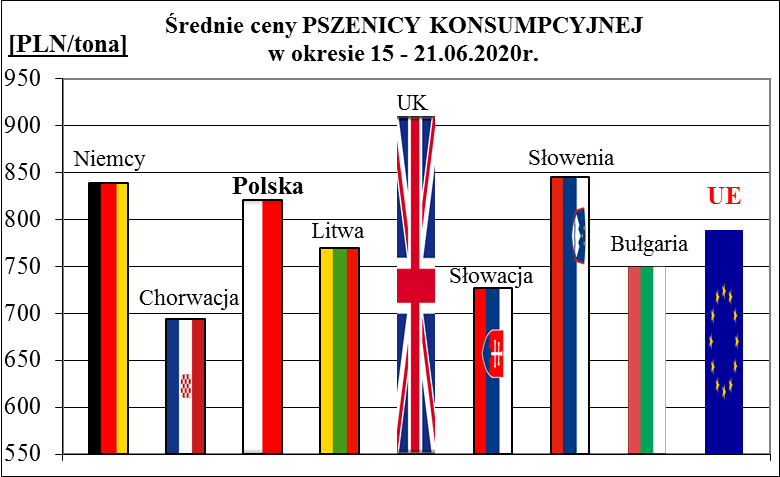 Średnie ceny PSZENICY KONSUMPCYJNEJ
w okresie 15 - 21.06.2020r.
[PLN/tona]
950
900
850
800
750
700
650
600
550
Niemcy
Chorwacja
Polska
Litwa
UK
Słowacja
Słowenia
Bułgaria
UE